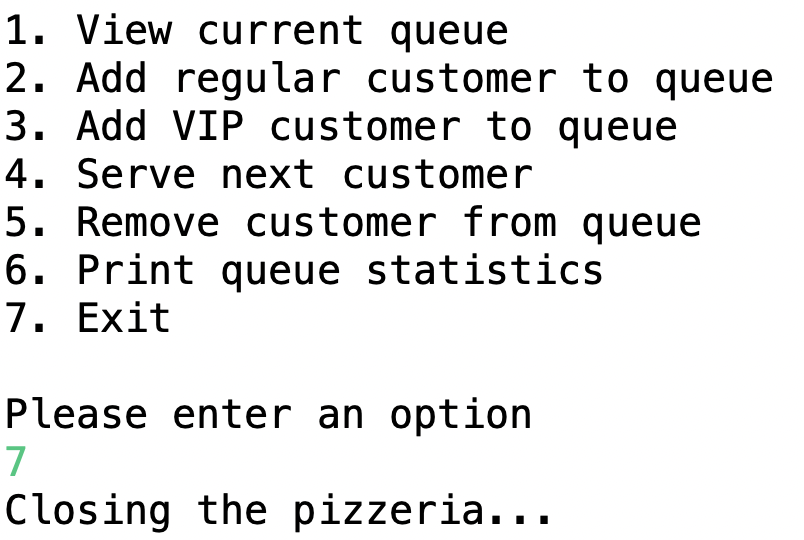 1. View current queue
2. Add regular customer to queue
3. Add VIP customer to queue
4. Serve next customer
5. Remove customer from queue
6. Print queue statistics
7. Exit
Please enter an option
7
Closing the pizzeria...